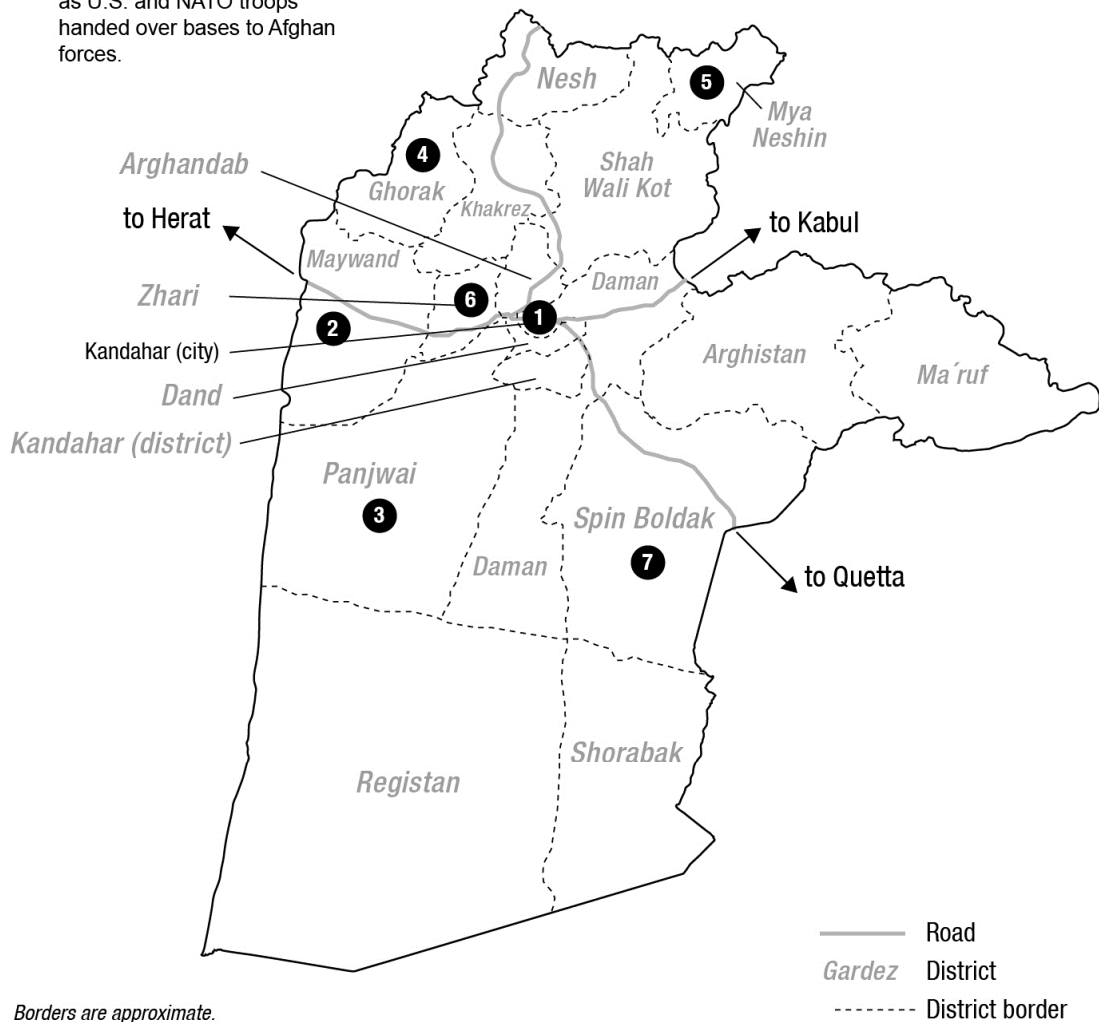 as U.S. and NATO troops
handed over bases to Afghan
forces.
Nesh
5
Mya
Neshin
4
Arghandab
Ghorak
Shah
Wali Kot
Khakrez
to Herat
to Kabul
Maywand
Daman
Zhari
6
1
2
Kandahar (city)
Arghistan
Ma´ruf
Dand
Kandahar (district)
Panjwai
3
Spin Boldak
7
Daman
to Quetta
Registan
Shorabak
Road
Gardez District
District border
Borders are approximate.